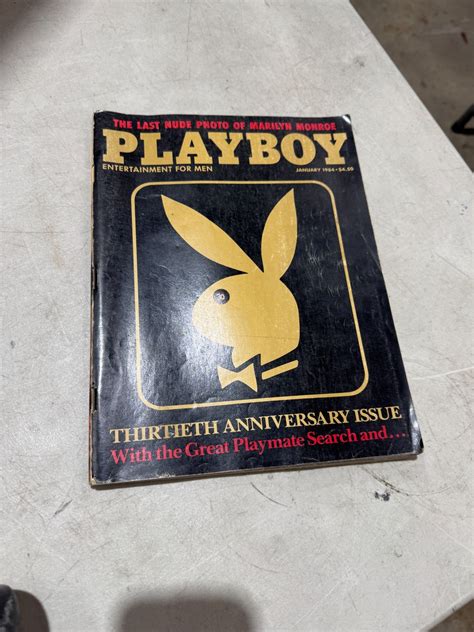 THE LAST NUDE PHOTO OF MARILYN MONROE
PLAYBOY
ENTERTAINMENT FOR MEN JANUARY 1984 • $4.50
THIRTIETH ANNIVERSARY ISSUE
With the Great Playmate Search and...